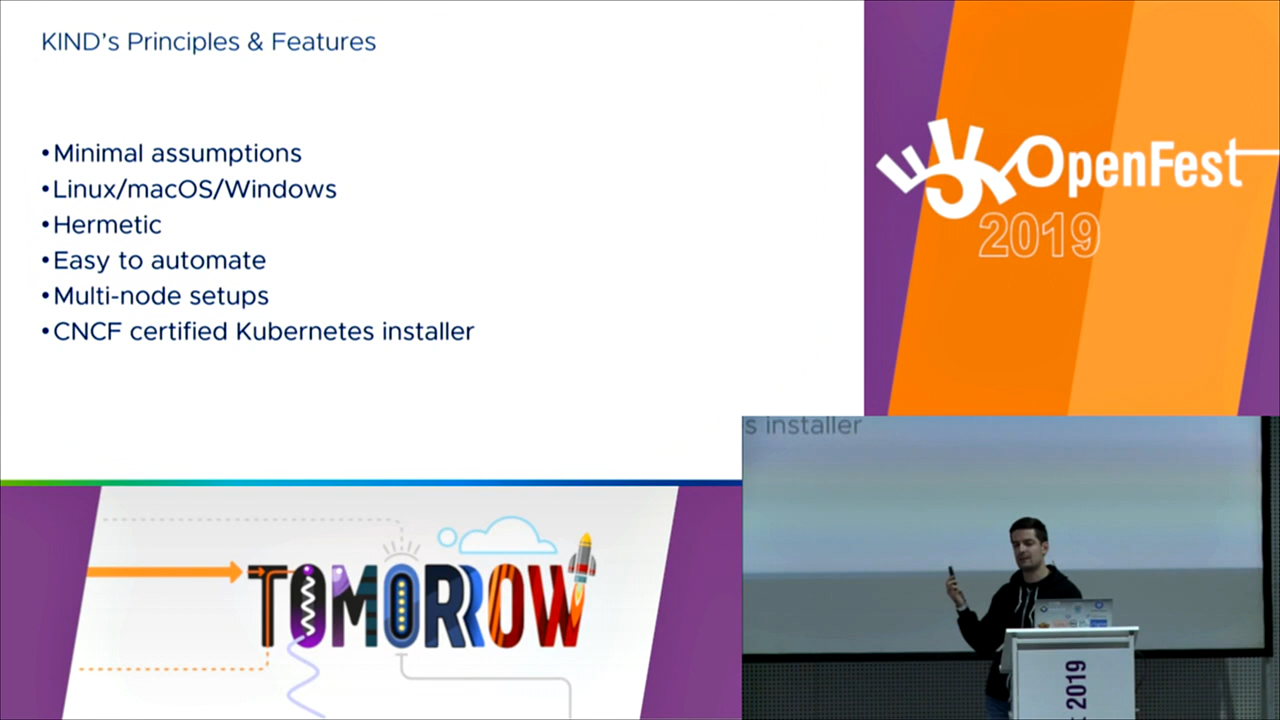 KIND's Principles & Features
•Minimal assumptions
•Linux/macOS/Windows
•Hermetic
•Easy to automate
•Multi-node setups
•CNCF certified Kubernetes installer
OpenFest
2019
s installer
TOMORROW
2019